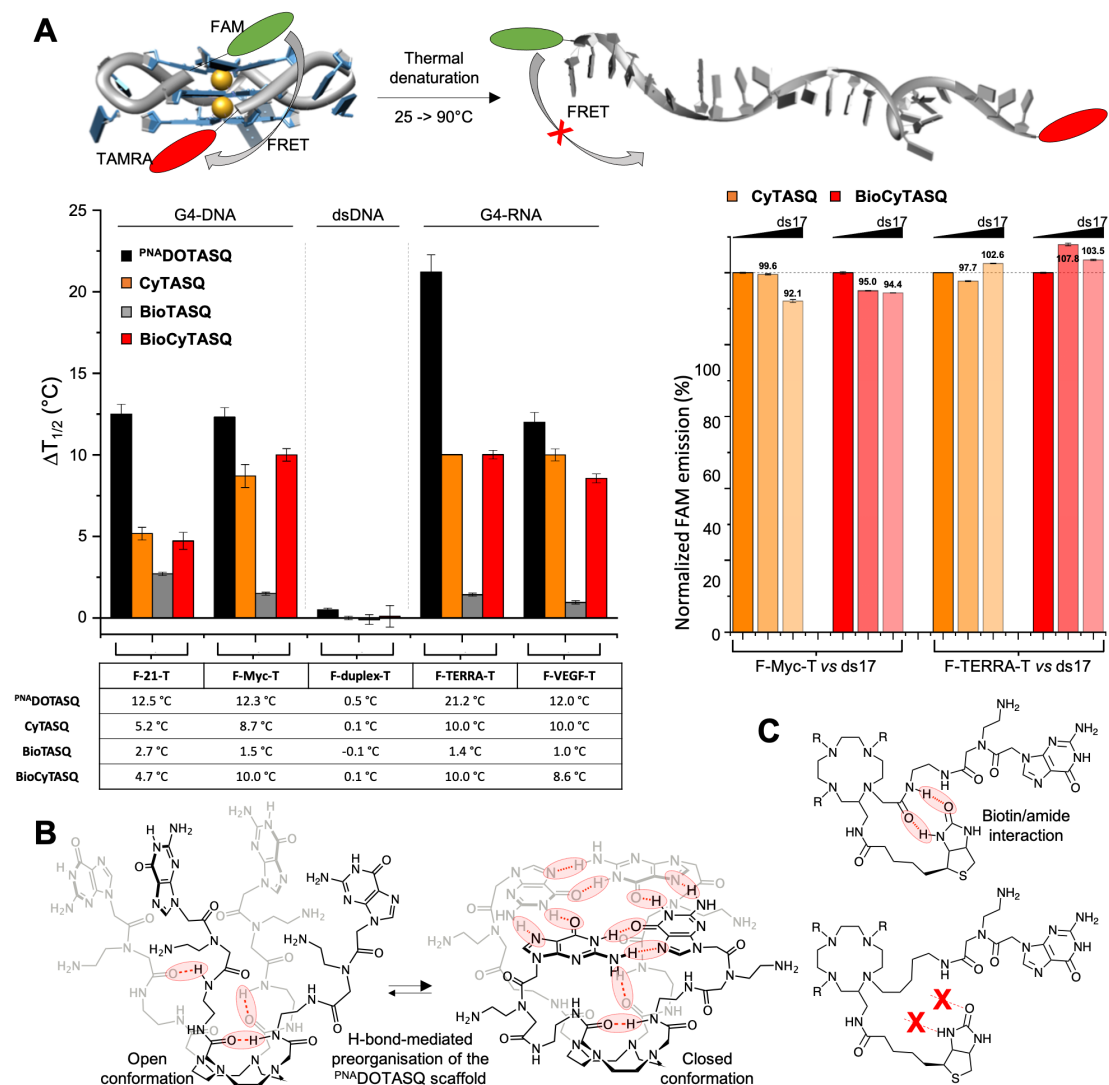 A
FAM
TAMRA
FRET
Thermal
denaturation
25 -> 90°C
FRET
X
25
20
15
10
5
0
ΔT1/2 (°C)
G4-DNA
dsDNA
G4-RNA
PNADOTASQ
CyTASQ
BioTASQ
BioCyTASQ
F-21-T F-Myc-T F-duplex-T F-TERRA-T F-VEGF-T
PNADOTASQ 12.5 °C 12.3 °C 0.5 °C 21.2 °C 12.0 °C
CyTASQ 5.2 °C 8.7 °C 0.1 °C 10.0 °C 10.0 °C
BioTASQ 2.7 °C 1.5 °C -0.1 °C 1.4 °C 1.0 °C
BioCyTASQ 4.7 °C 10.0 °C 0.1 °C 10.0 °C 8.6 °C
CyTASQ BioCyTASQ
ds17 ds17 ds17 ds17
99.6
92.1
95.0
94.4
97.7
102.6
107.8
103.5
100
80
60
40
20
0
Normalized FAM emission (%)
F-Myc-T vs ds17
F-TERRA-T vs ds17
B
Open
conformation
H-bond-mediated
preorganisation of the
PNADOTASQ scaffold
Closed
conformation
C
Biotin/amide
interaction
X
X